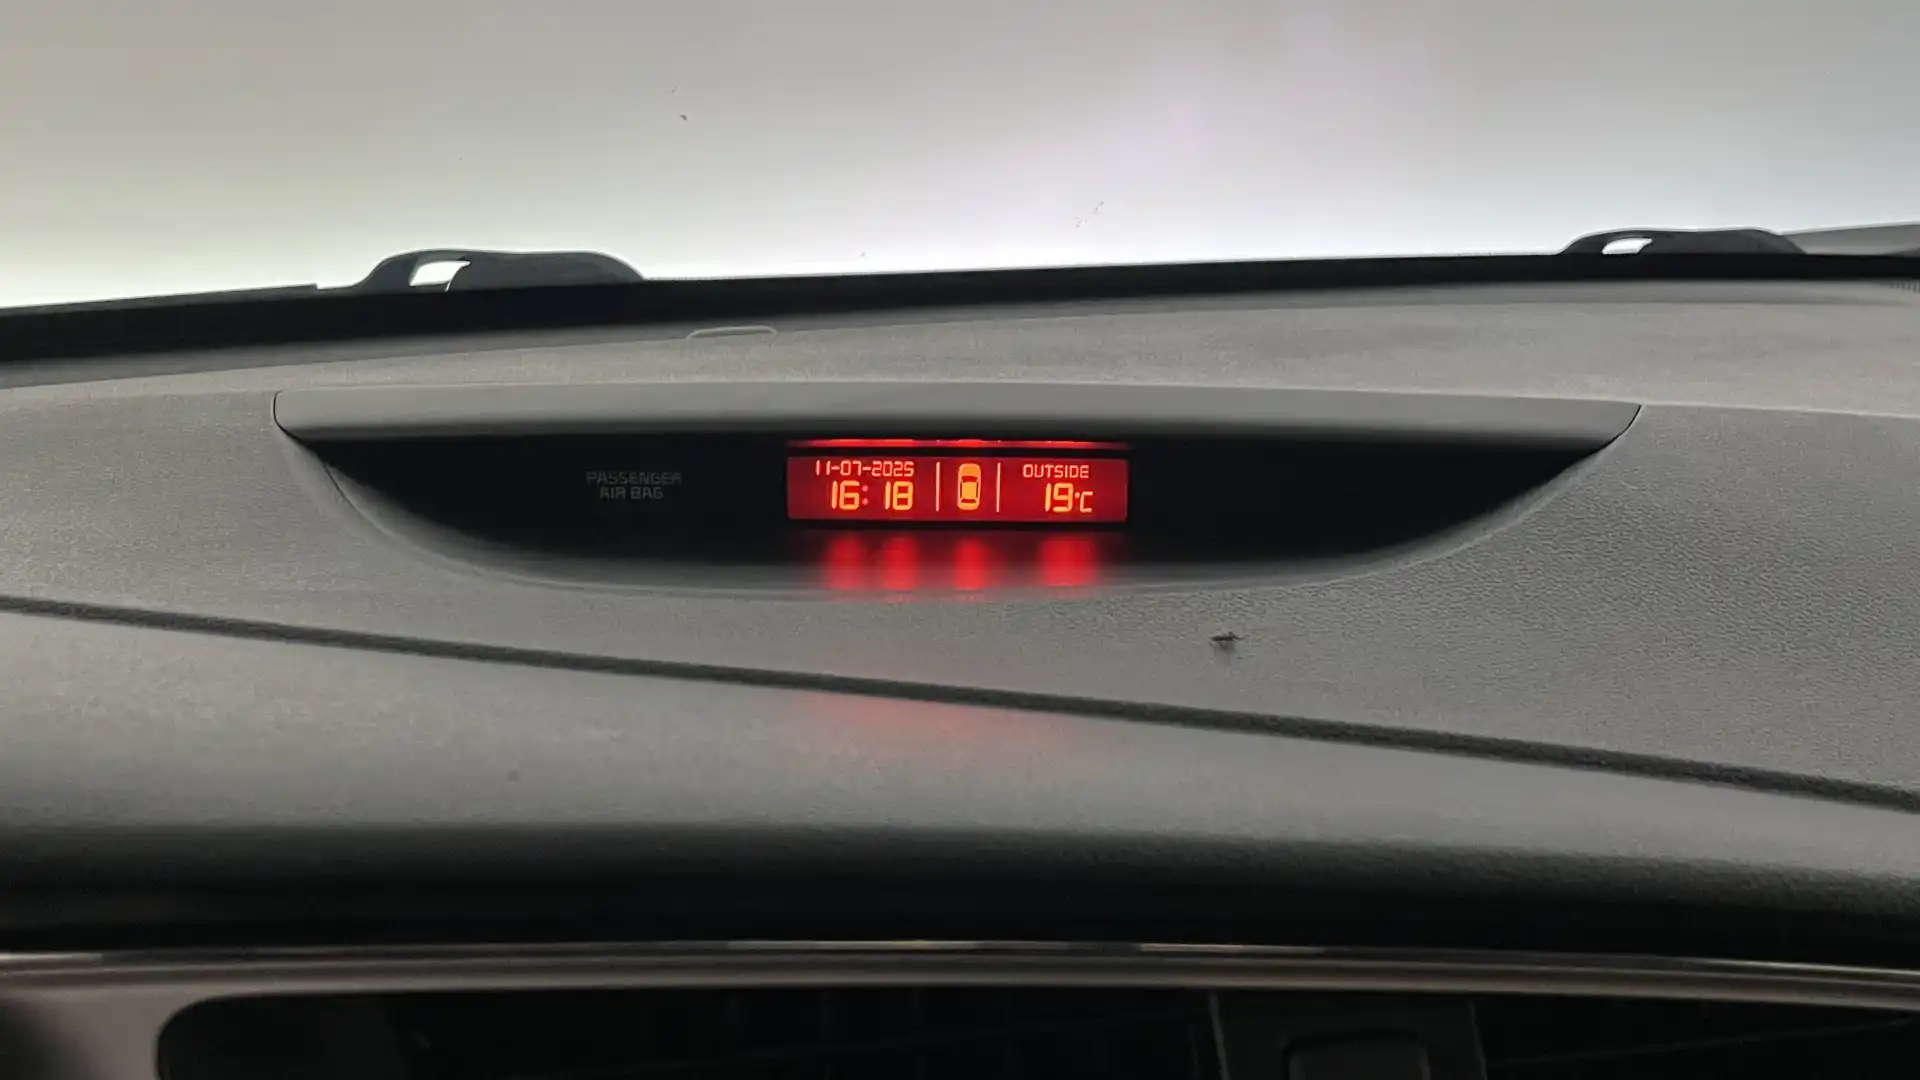 PASSENGER
AIR BAG
11-07-2025
16:18
OUTSIDE
19°C